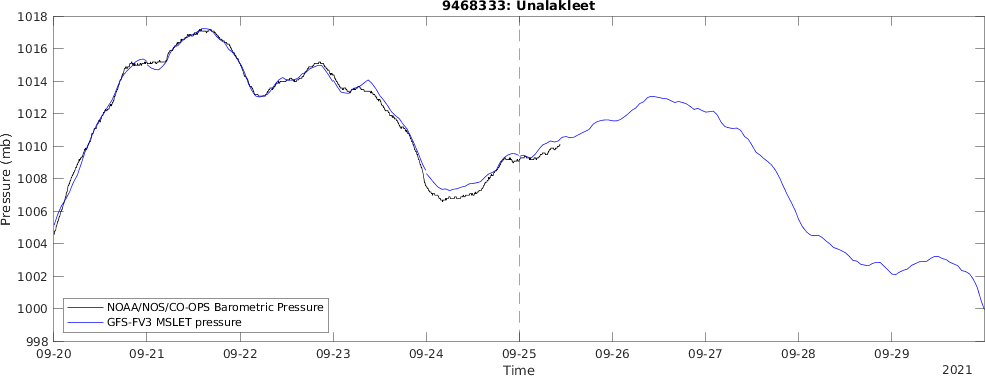 9468333: Unalakleet
1018
1016
1014
1012
1010
1008
1006
1004
1002
1000
998
Pressure (mb)
NOAA/NOS/CO-OPS Barometric Pressure
GFS-FV3 MSLET pressure
09-20 09-21 09-22 09-23 09-24 09-25 09-26 09-27 09-28 09-29
Time
2021